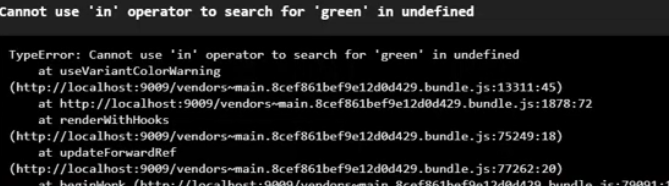 Cannot use 'in' operator to search for 'green' in undefined
TypeError: Cannot use 'in' operator to search for 'green' in undefined
at useVariantColorWarning
(http://localhost:9009/vendors~main.8cef861bef9e12d0d429.bundle.js:13311:45)
at http://localhost:9009/vendors~main.8cef861bef9e12d0d429.bundle.js:1878:72
at renderWithHooks
(http://localhost:9009/vendors~main.8cef861bef9e12d0d429.bundle.js:75249:18)
at updateForwardRef
(http://localhost:9009/vendors~main.8cef861bef9e12d0d429.bundle.js:77262:20)
at beginWork (http://localhost:9009/vendors~main.8cef861bef9e12d0d429.bundle.js:79091: